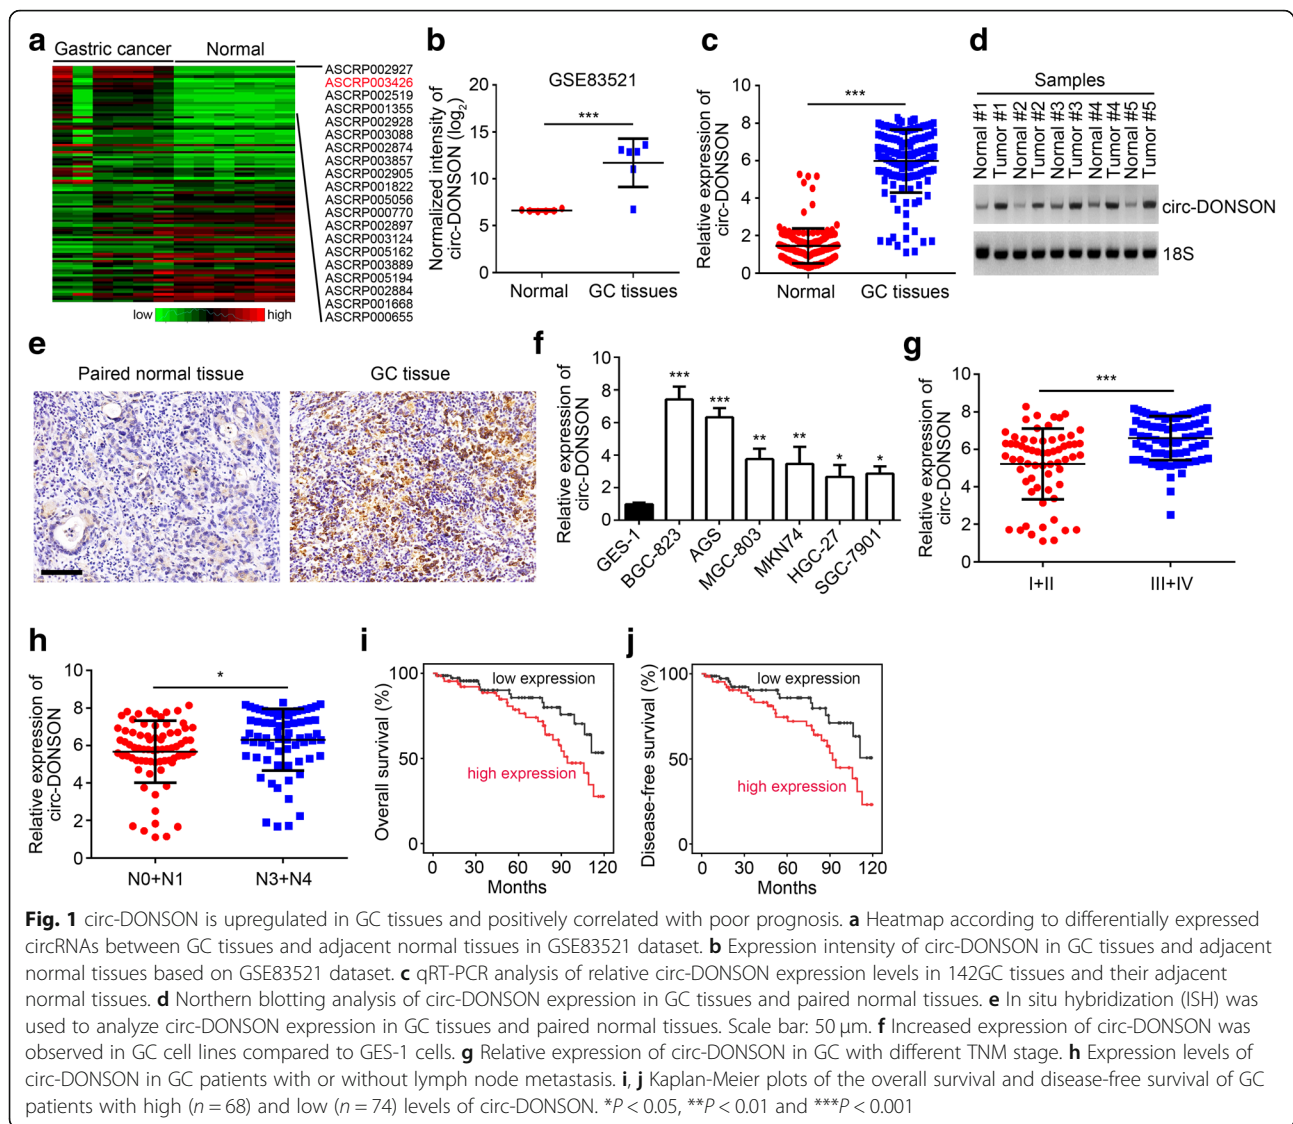 a
Gastric cancer Normal
ASCRP002927
ASCRP003426
ASCRP002519
ASCRP001355
ASCRP002928
ASCRP003088
ASCRP002874
ASCRP003857
ASCRP002905
ASCRP001822
ASCRP005056
ASCRP000770
ASCRP002897
ASCRP003124
ASCRP005162
ASCRP003889
ASCRP005194
ASCRP002884
ASCRP001668
ASCRP000655
low high
b
GSE83521
Normalized intensity of
circ-DONSON (log2)
20
15
10
5
0
***
Normal GC tissues
c
Relative expression of
circ-DONSON
10
8
6
4
2
0
***
Normal GC tissues
d
Samples
Normal #1
Tumor #1
Normal #2
Tumor #2
Normal #3
Tumor #3
Normal #4
Tumor #4
Normal #5
Tumor #5
circ-DONSON
18S
e
Paired normal tissue GC tissue
f
Relative expression of
circ-DONSON
10
8
6
4
2
0
*** *** ** ** * *
GES-1
BGC-823
AGS
MGC-803
MKN74
HGC-27
SGC-7901
g
Relative expression of
circ-DONSON
10
8
6
4
2
0
***
I+II III+IV
h
Relative expression of
circ-DONSON
10
8
6
4
2
0
*
N0+N1 N3+N4
i
Overall survival (%)
100
50
0
low expression
high expression
0 30 60 90 120
Months
j
Disease-free survival (%)
100
50
0
low expression
high expression
0 30 60 90 120
Months
Fig. 1 circ-DONSON is upregulated in GC tissues and positively correlated with poor prognosis. a Heatmap according to differentially expressed
circRNAs between GC tissues and adjacent normal tissues in GSE83521 dataset. b Expression intensity of circ-DONSON in GC tissues and adjacent
normal tissues based on GSE83521 dataset. c qRT-PCR analysis of relative circ-DONSON expression levels in 142GC tissues and their adjacent
normal tissues. d Northern blotting analysis of circ-DONSON expression in GC tissues and paired normal tissues. e In situ hybridization (ISH) was
used to analyze circ-DONSON expression in GC tissues and paired normal tissues. Scale bar: 50 μm. f Increased expression of circ-DONSON was
observed in GC cell lines compared to GES-1 cells. g Relative expression of circ-DONSON in GC with different TNM stage. h Expression levels of
circ-DONSON in GC patients with or without lymph node metastasis. i, j Kaplan-Meier plots of the overall survival and disease-free survival of GC
patients with high (n = 68) and low (n = 74) levels of circ-DONSON. *P < 0.05, **P < 0.01 and ***P < 0.001